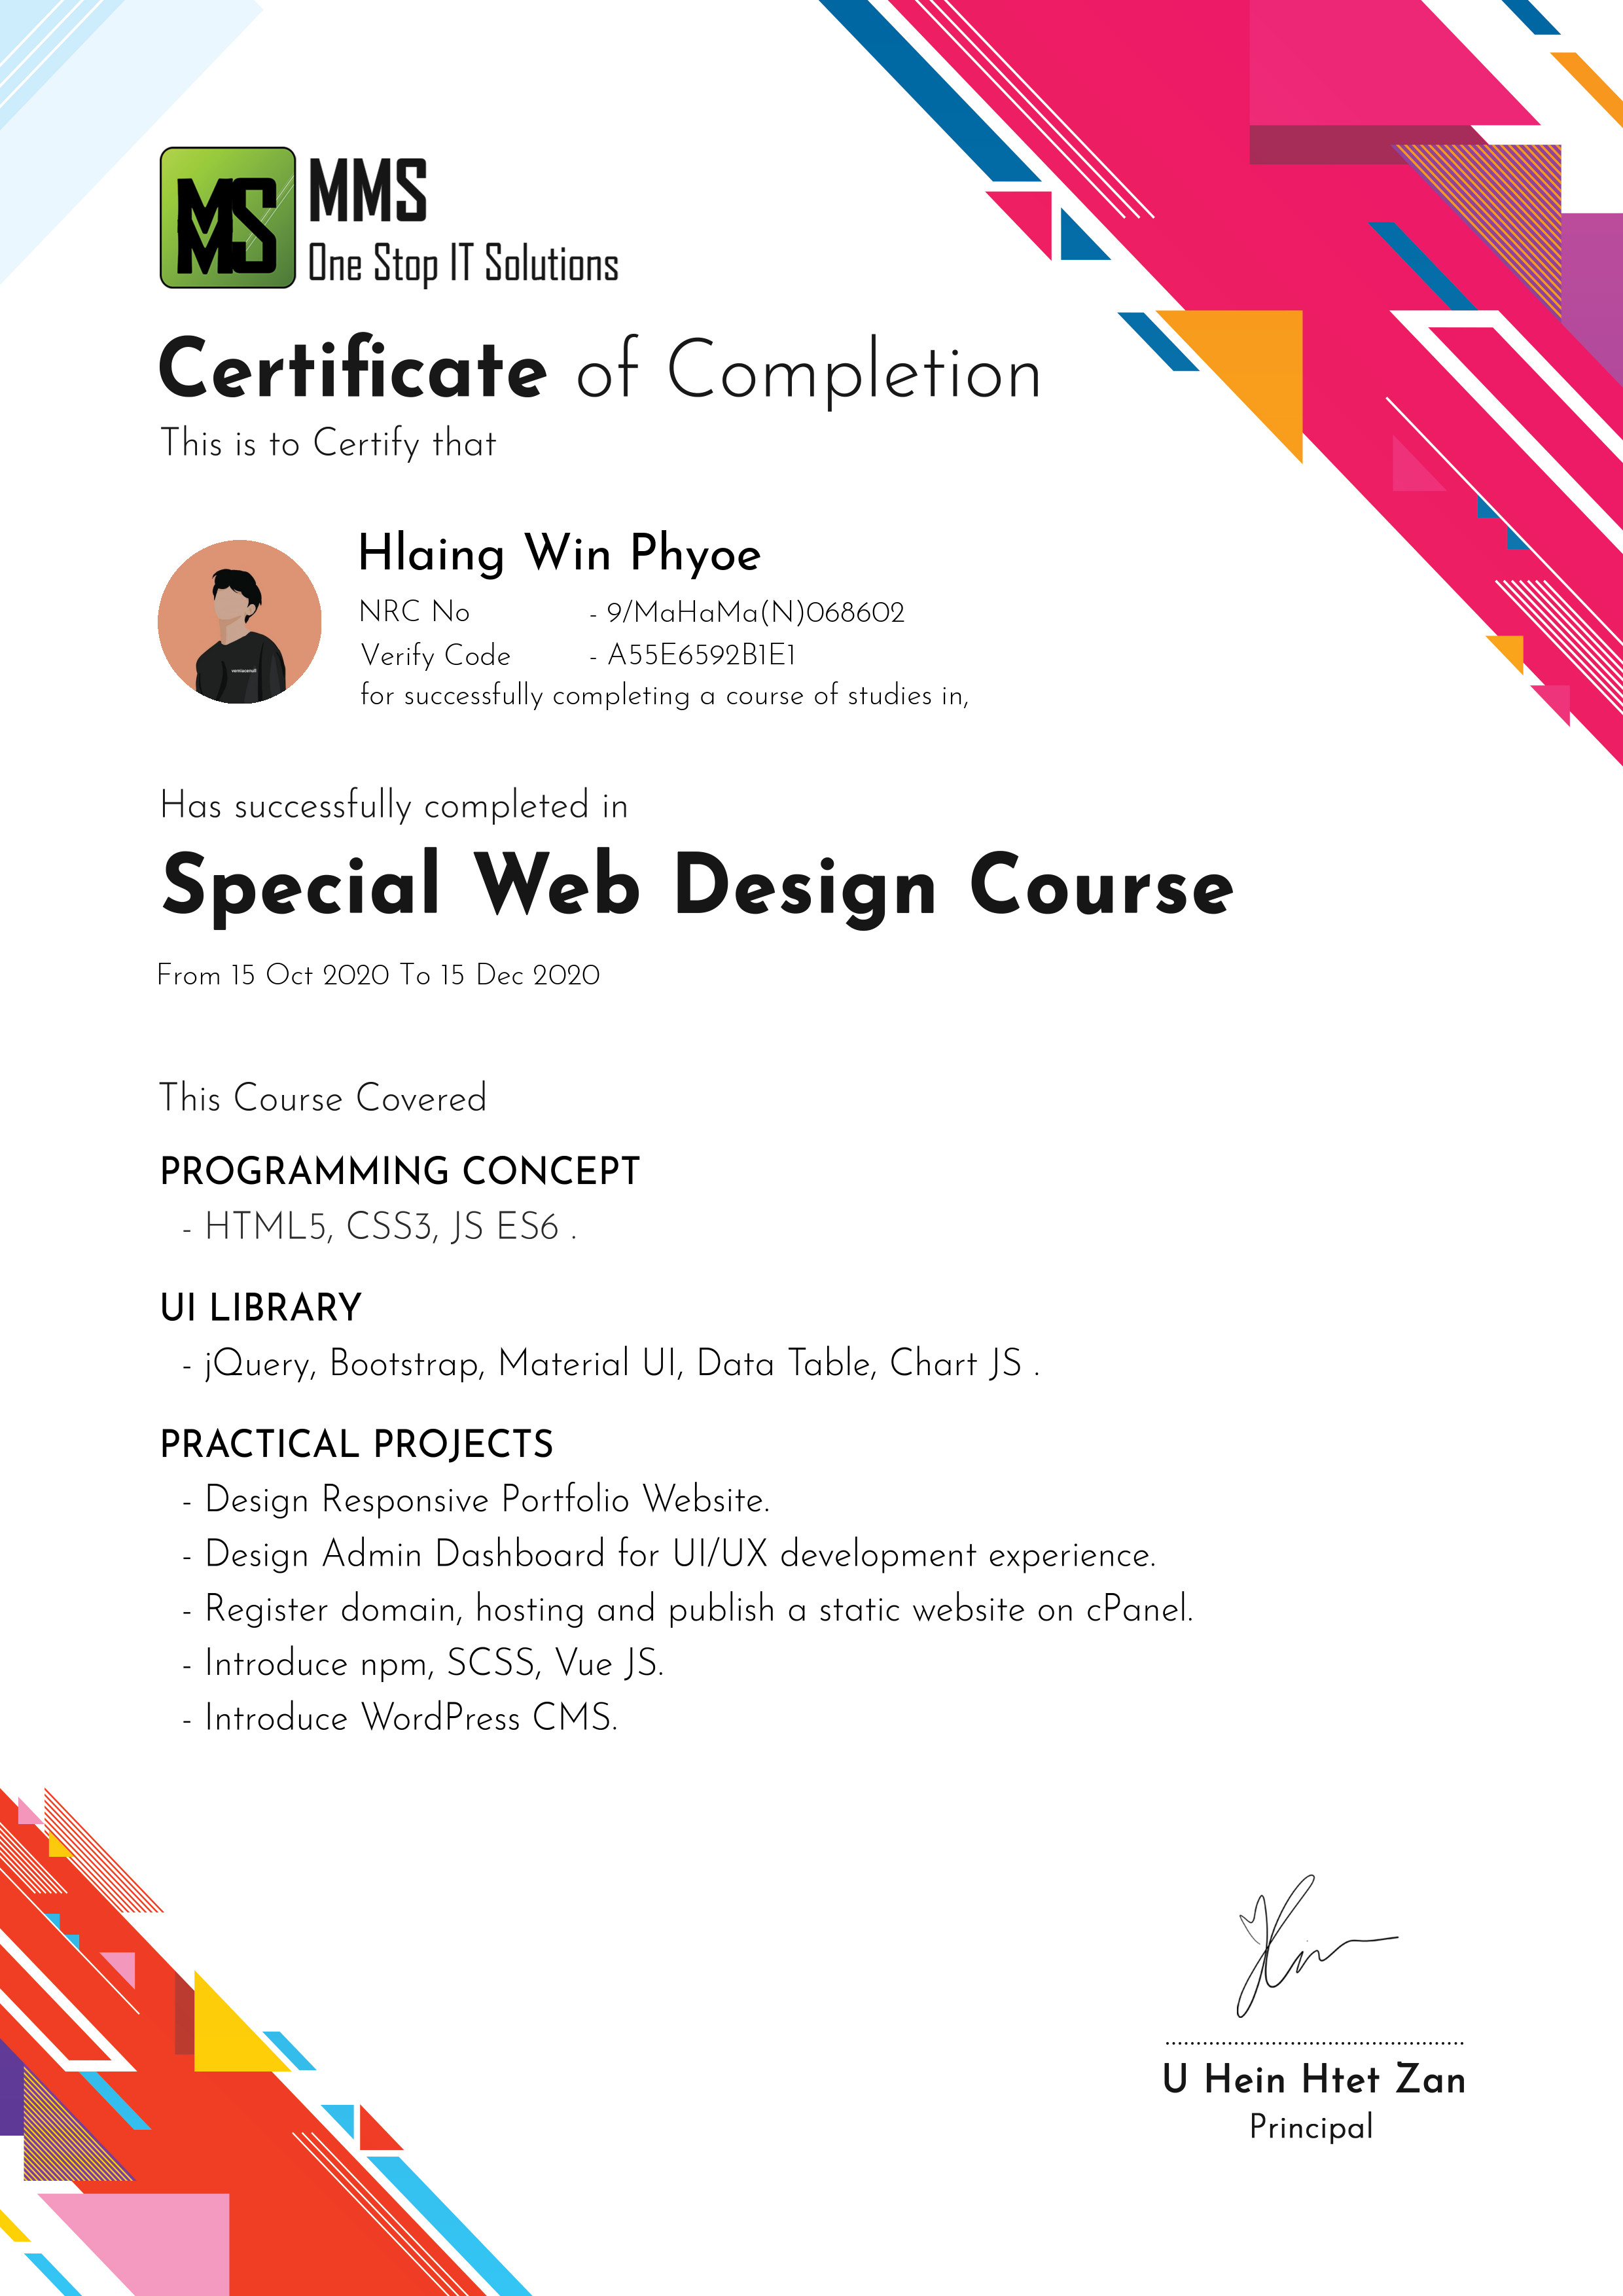 MMS
MMS
One Stop IT Solutions
Certificate of Completion
This is to Certify that
Hlaing Win Phyoe
NRC No - 9/MaHaMa(N)068602
Verify Code - A55E6592B1E1
for successfully completing a course of studies in,
Has successfully completed in
Special Web Design Course
From 15 Oct 2020 To 15 Dec 2020
This Course Covered
PROGRAMMING CONCEPT
- HTML5, CSS3, JS ES6 .
UI LIBRARY
- jQuery, Bootstrap, Material UI, Data Table, Chart JS .
PRACTICAL PROJECTS
- Design Responsive Portfolio Website.
- Design Admin Dashboard for UI/UX development experience.
- Register domain, hosting and publish a static website on cPanel.
- Introduce npm, SCSS, Vue JS.
- Introduce WordPress CMS.
U Hein Htet Zan
Principal